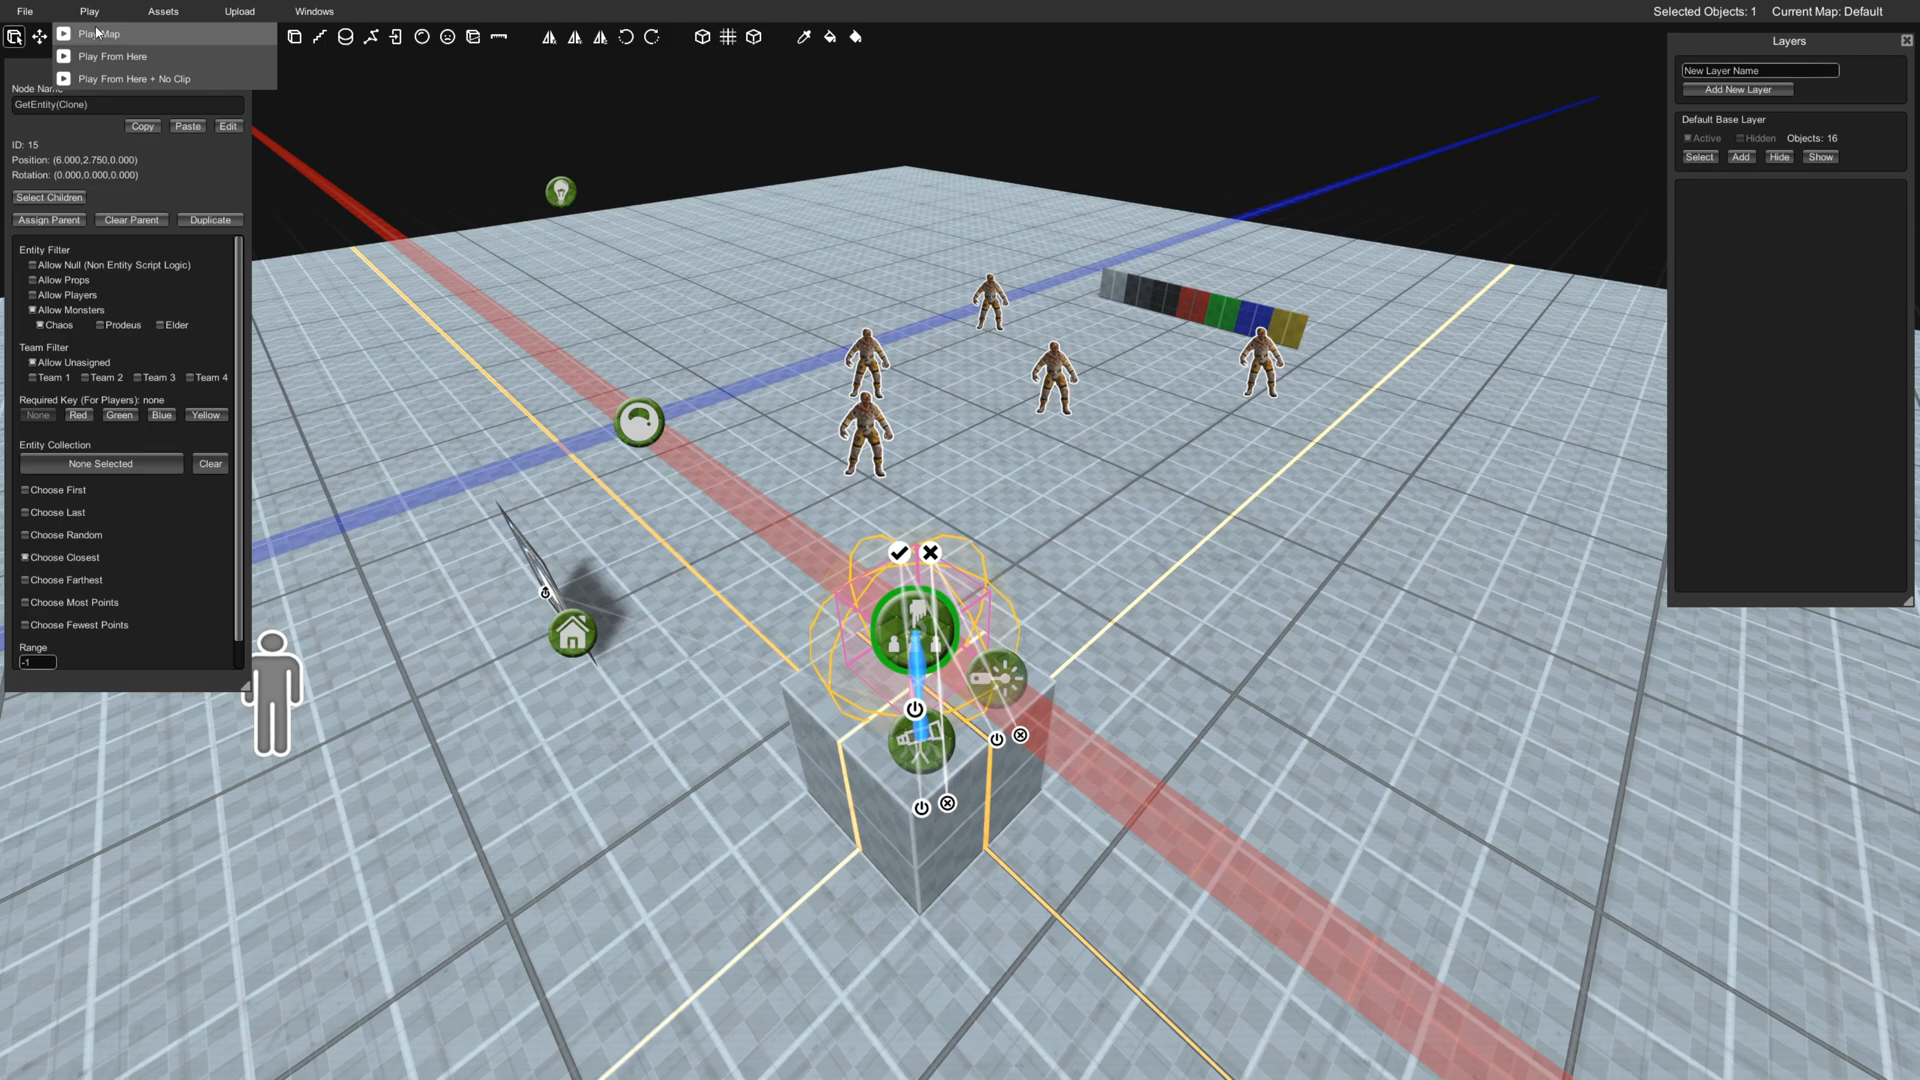 File Play Assets Upload Windows Selected Objects: 1 Current Map: Default
Play Map
Play From Here
Play From Here + No Clip
GetEntity(Clone)
Copy Paste Edit
ID: 15
Position: (6.000,2.750,0.000)
Rotation: (0.000,0.000,0.000)
Select Children
Assign Parent Clear Parent Duplicate
Entity Filter
Allow Null (Non Entity Script Logic)
Allow Props
Allow Players
Allow Monsters
Chaos Prodeus Elder
Team Filter
Allow Unasigned
Team 1 Team 2 Team 3 Team 4
Required Key (For Players): none
None Red Green Blue Yellow
Entity Collection
None Selected Clear
Choose First
Choose Last
Choose Random
Choose Closest
Choose Farthest
Choose Most Points
Choose Fewest Points
Range
-1
Layers
New Layer Name
Add New Layer
Default Base Layer
Active Hidden Objects: 16
Select Add Hide Show